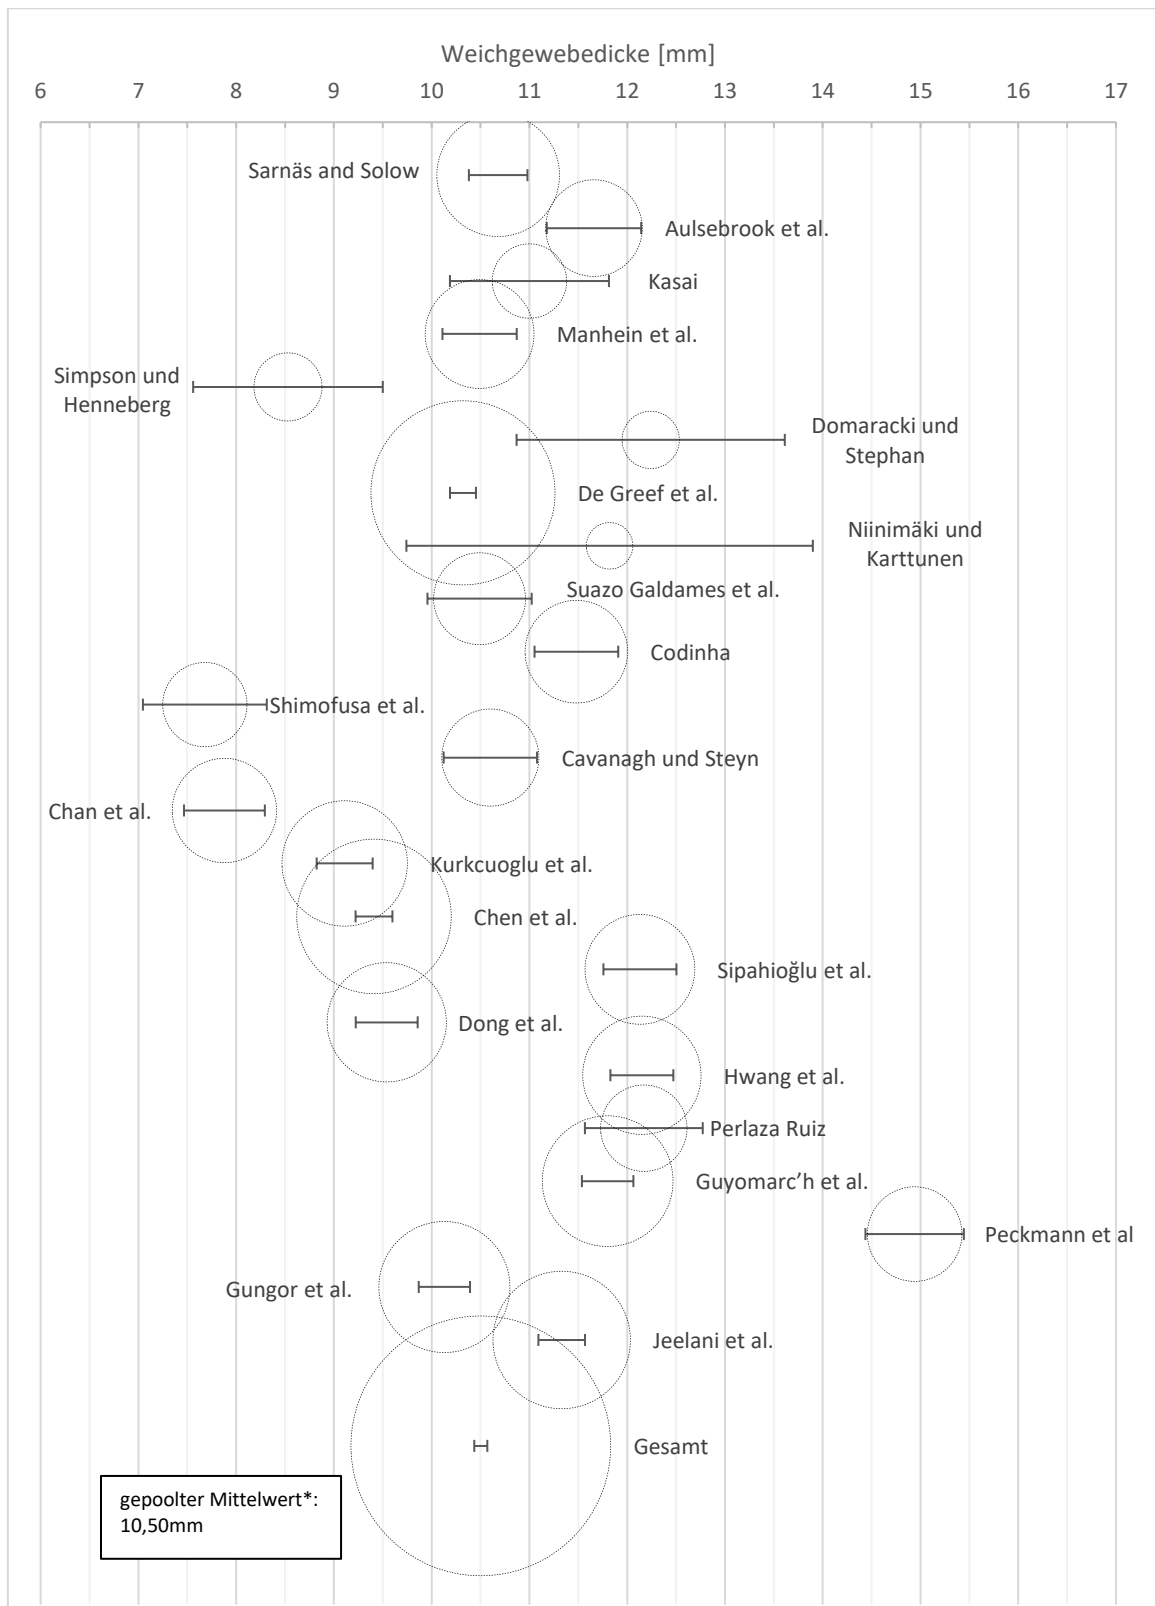 Weichgewebedicke [mm]
6 7 8 9 10 11 12 13 14 15 16 17
Sarnäs and Solow
Aulsebrook et al.
Kasai
Manhein et al.
Simpson und
Henneberg
Domaracki und
Stephan
De Greef et al.
Niinimäki und
Karttunen
Suazo Galdames et al.
Codinha
Shimofusa et al.
Cavanagh und Steyn
Chan et al.
Kurkcuoglu et al.
Chen et al.
Sipahioğlu et al.
Dong et al.
Hwang et al.
Perlaza Ruiz
Guyomarc’h et al.
Peckmann et al
Gungor et al.
Jeelani et al.
Gesamt
gepoolter Mittelwert*:
10,50mm